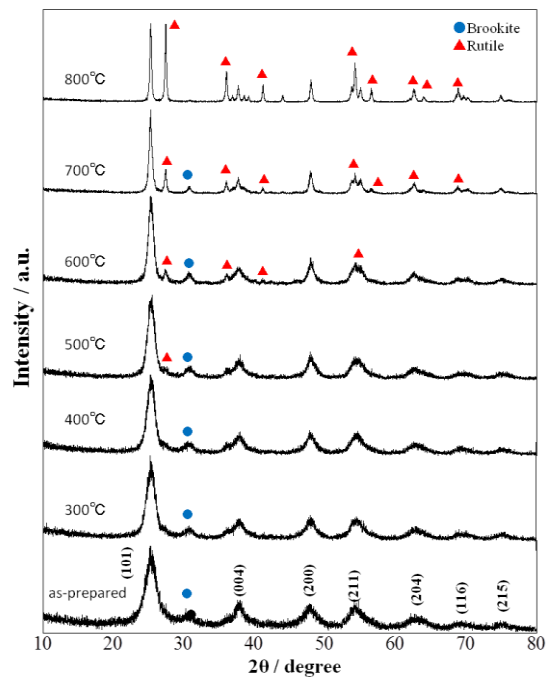 Brookite
Rutile
800℃
700℃
600℃
500℃
400℃
300℃
as-prepared
(101)
(004)
(200)
(211)
(204)
(116)
(215)
10 20 30 40 50 60 70 80
2θ / degree
Intensity / a.u.